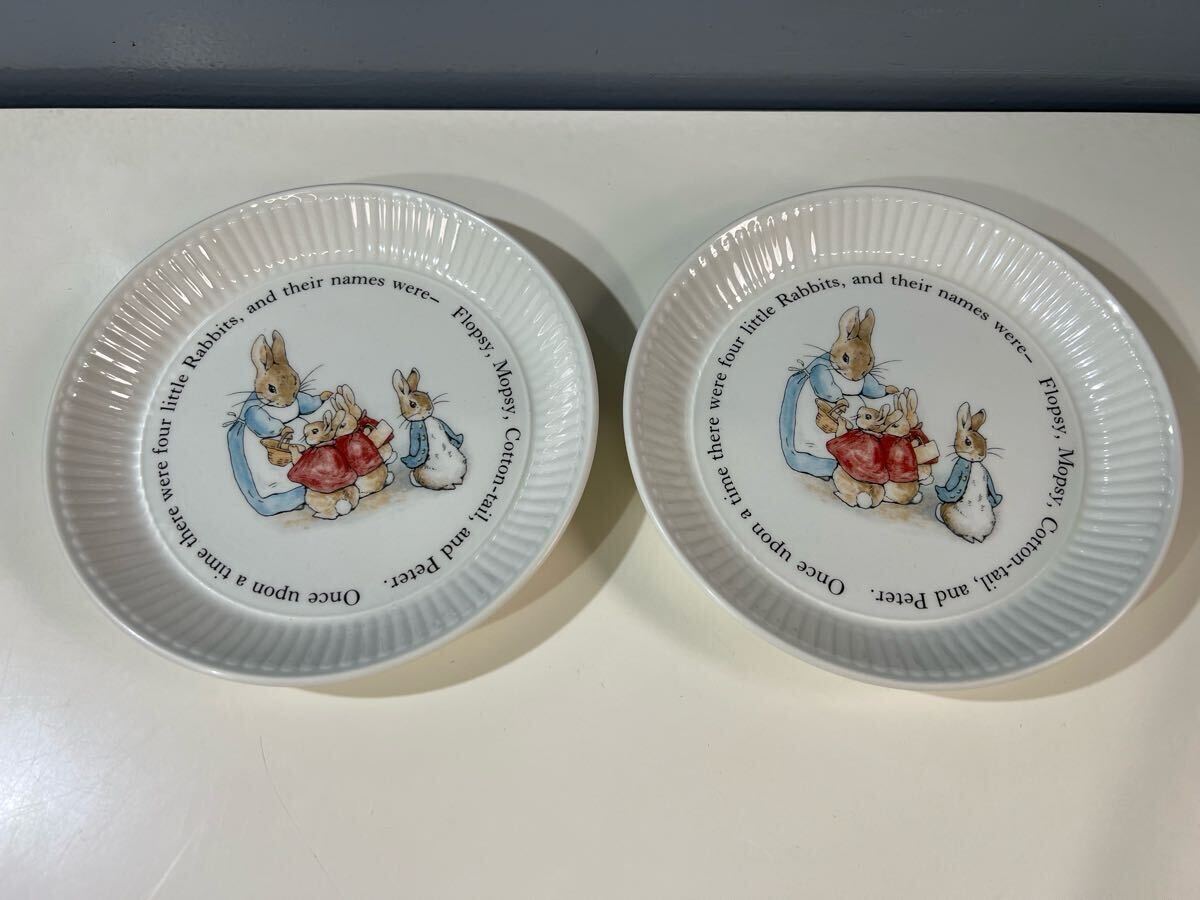 Once upon a time there were four little Rabbits, and their names were— Flopsy, Mopsy, Cotton-tail, and Peter.
Once upon a time there were four little Rabbits, and their names were— Flopsy, Mopsy, Cotton-tail, and Peter.